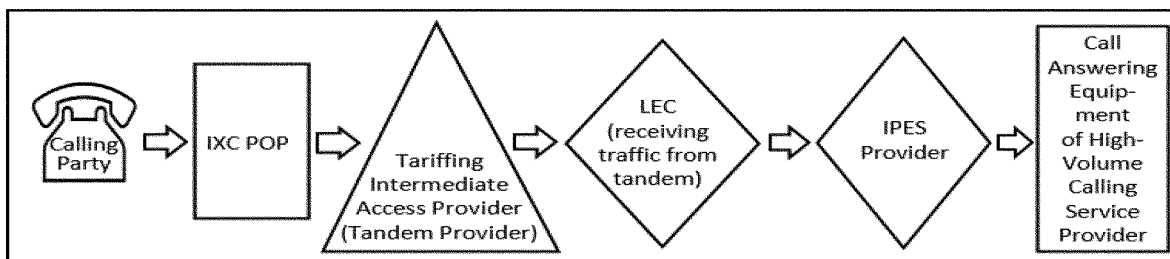 Calling
Party
IXC POP
Tariffing
Intermediate
Access Provider
(Tandem Provider)
LEC
(receiving
traffic from
tandem)
IPES
Provider
Call
Answering
Equip-
ment
of High-
Volume
Calling
Service
Provider